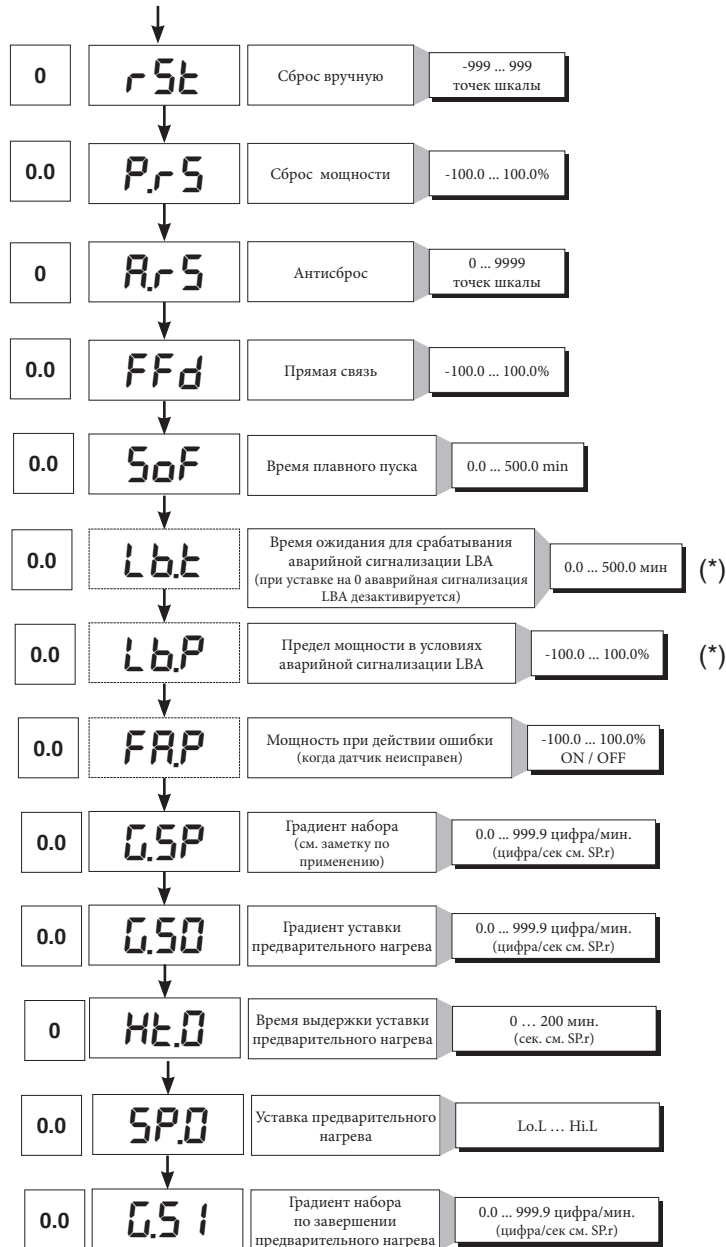 0
rSt
Сброс вручную
-999 ... 999
точек шкалы
0.0
P.rS
Сброс мощности
-100.0 ... 100.0%
0
A.rS
Антисброс
0 ... 9999
точек шкалы
0.0
FFd
Прямая связь
-100.0 ... 100.0%
0.0
SoF
Время плавного пуска
0.0 ... 500.0 min
0.0
Lb.t
Время ожидания для срабатывания
аварийной сигнализации LBA
(при уставке на 0 ававрийная сигнализация
LBA дезактивируется)
0.0 ... 500.0 мин
(*)
0.0
Lb.P
Предел мощности в условиях
аварийной сигнализации LBA
-100.0 ... 100.0%
(*)
0.0
FA.P
Мощность при действии ошибки
(когда датчик неисправен)
-100.0 ... 100.0%
ON / OFF
0.0
G.SP
Градиент набора
(см. заметку по
применению)
0.0 ... 999.9 цифра/мин.
(цифра/сек см. SP.r)
0.0
G.S0
Градиент уставки
предварительного нагрева
0.0 ... 999.9 цифра/мин.
(цифра/сек см. SP.r)
0
Ht.0
Время выдержки уставки
предварительного нагрева
0 … 200 мин.
(сек. см. SP.r)
0.0
SP.0
Уставка предварительного
нагрева
Lo.L … Hi.L
0.0
G.S1
Градиент набора
по завершении
предварительного нагрева
0.0 ... 999.9 цифра/мин.
(цифра/сек см. SP.r)